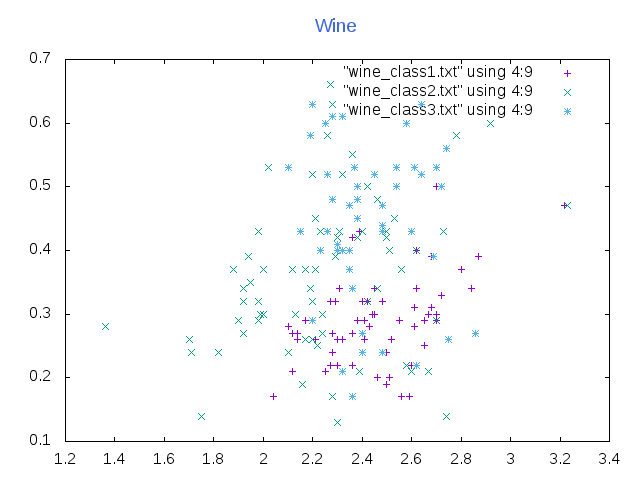 Wine
"wine_class1.txt" using 4:9
"wine_class2.txt" using 4:9
"wine_class3.txt" using 4:9
0.7
0.6
0.5
0.4
0.3
0.2
0.1
1.2 1.4 1.6 1.8 2 2.2 2.4 2.6 2.8 3 3.2 3.4